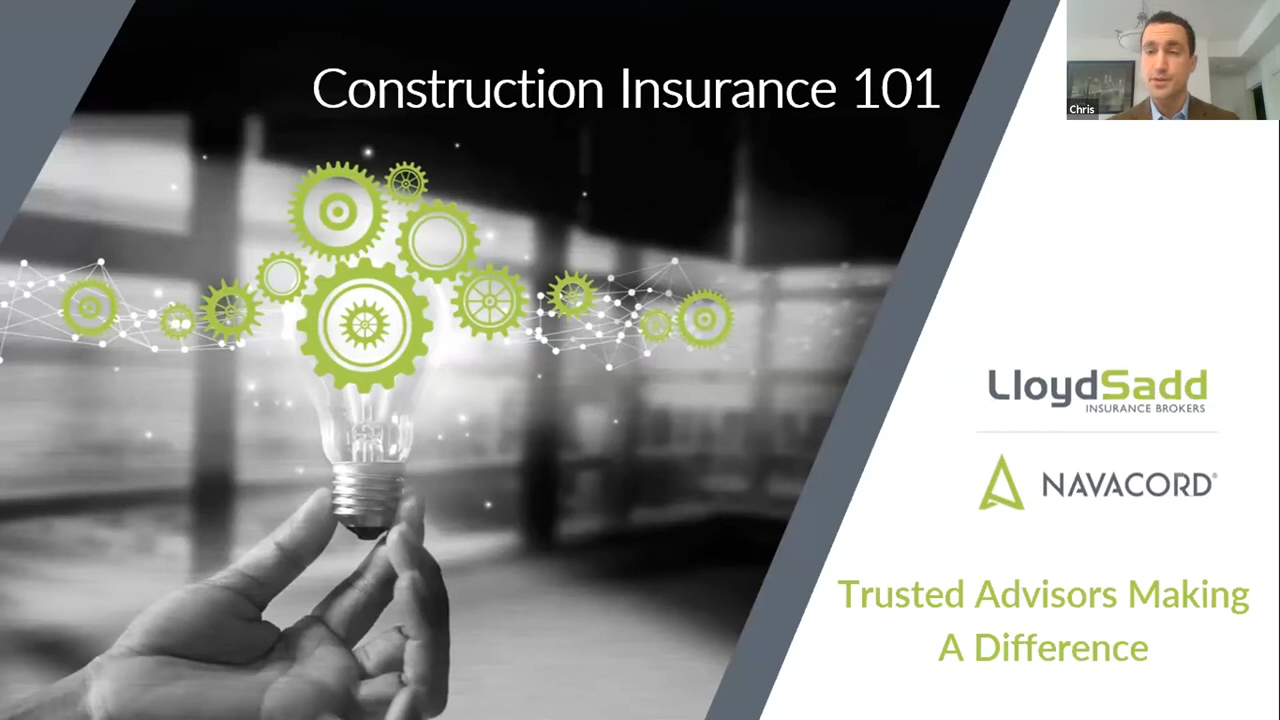 Construction Insurance 101
Chris
LloydSadd
INSURANCE BROKERS
NAVACORD®
Trusted Advisors Making
A Difference